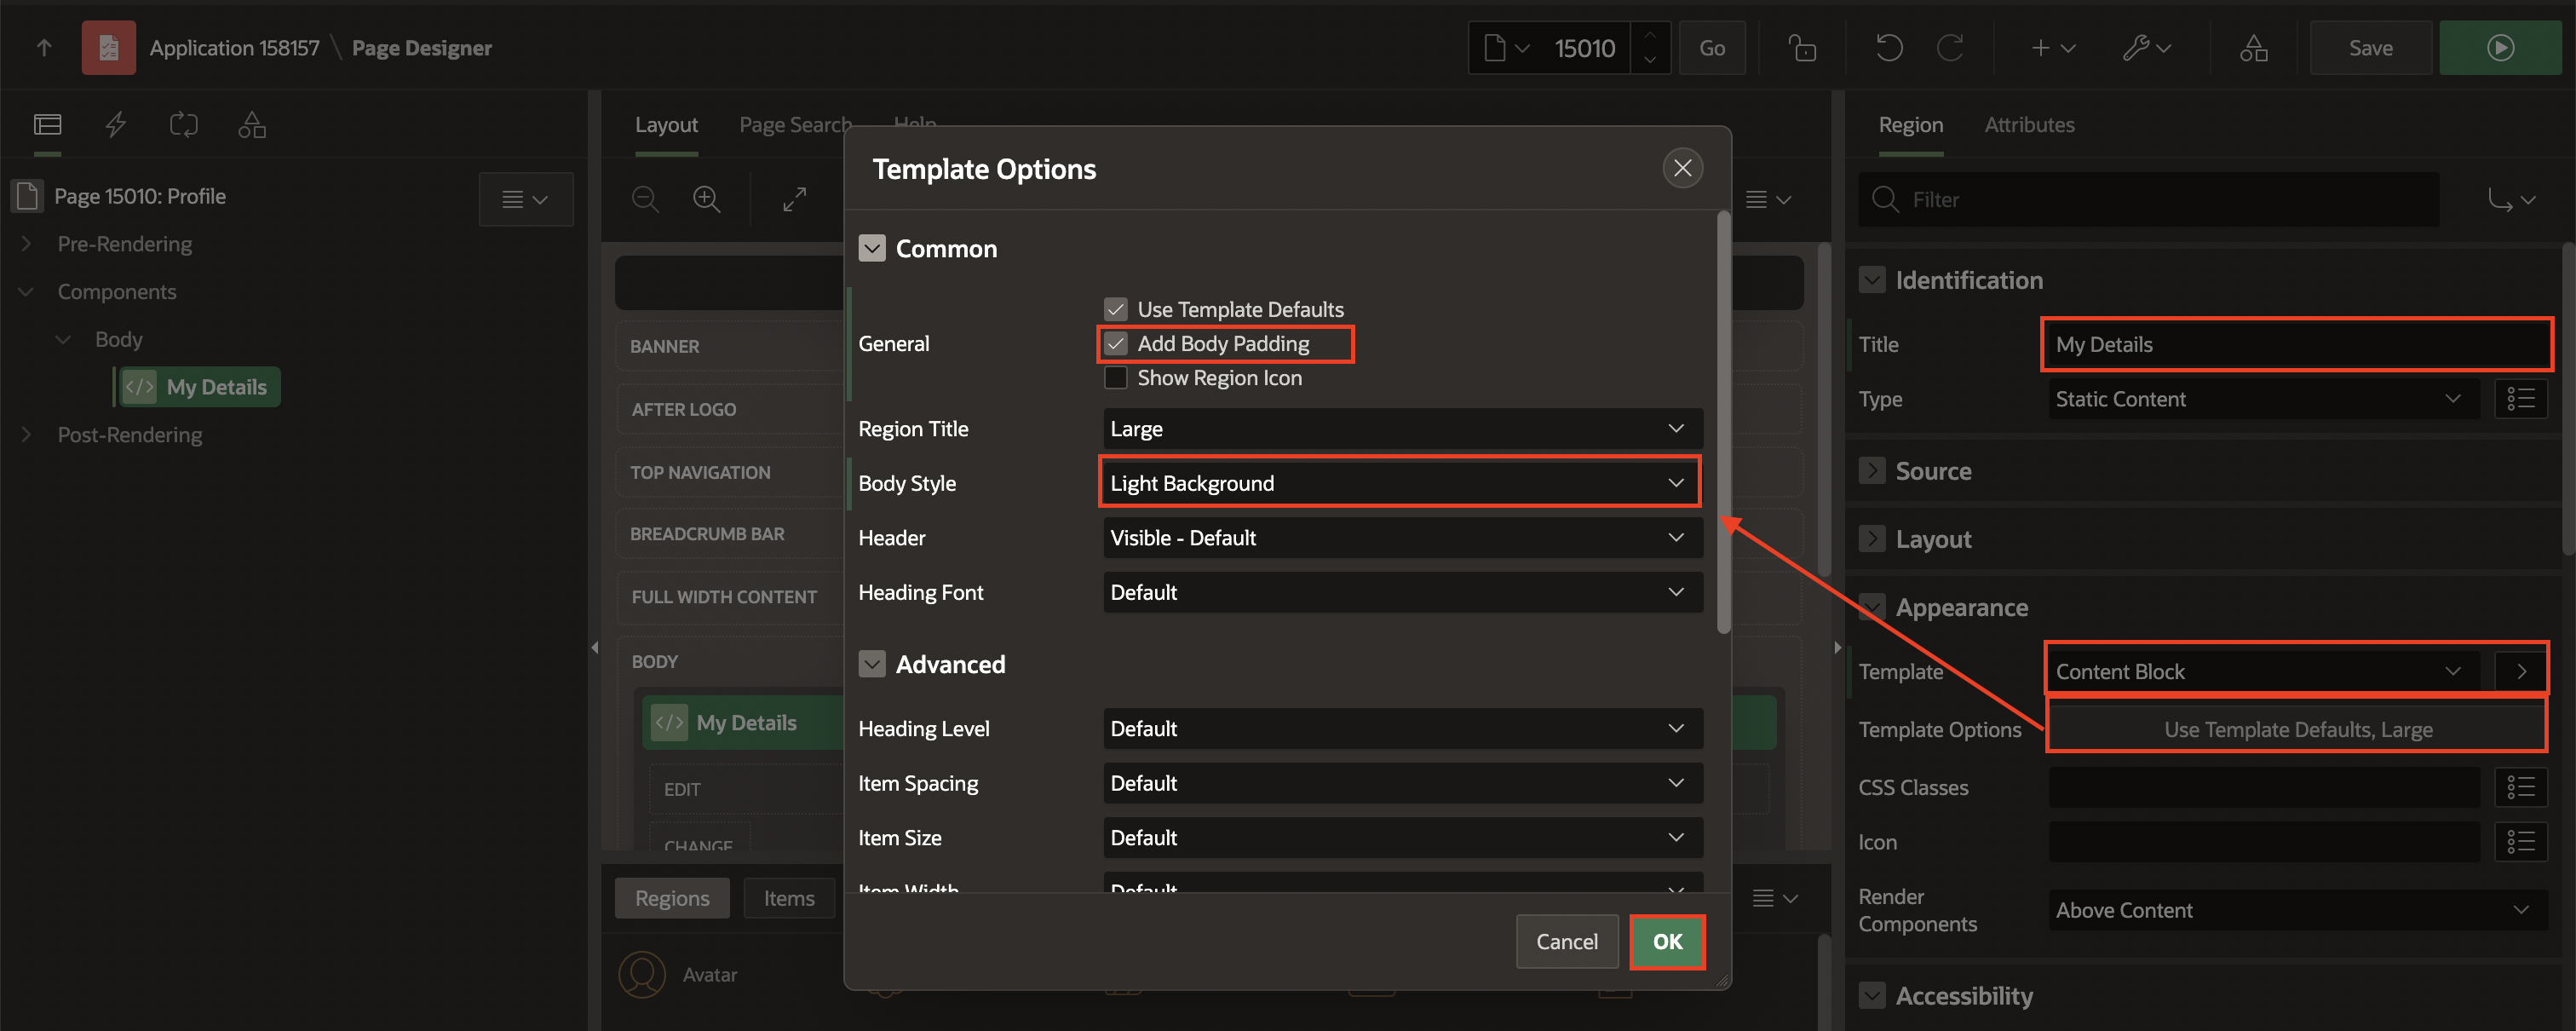 Application 158157 \ Page Designer
15010
Go
Save
Layout
Page Search
Help
Region
Attributes
Page 15010: Profile
Pre-Rendering
Components
Body
My Details
Post-Rendering
BANNER
AFTER LOGO
TOP NAVIGATION
BREADCRUMB BAR
FULL WIDTH CONTENT
BODY
My Details
EDIT
CHANGE
Regions
Items
Avatar
Template Options
Common
General
Use Template Defaults
Add Body Padding
Show Region Icon
Region Title Large
Body Style Light Background
Header Visible - Default
Heading Font Default
Advanced
Heading Level Default
Item Spacing Default
Item Size Default
Item Width Default
Cancel
OK
Filter
Identification
Title My Details
Type Static Content
Source
Layout
Appearance
Template Content Block
Template Options Use Template Defaults, Large
CSS Classes
Icon
Render
Components
Above Content
Accessibility